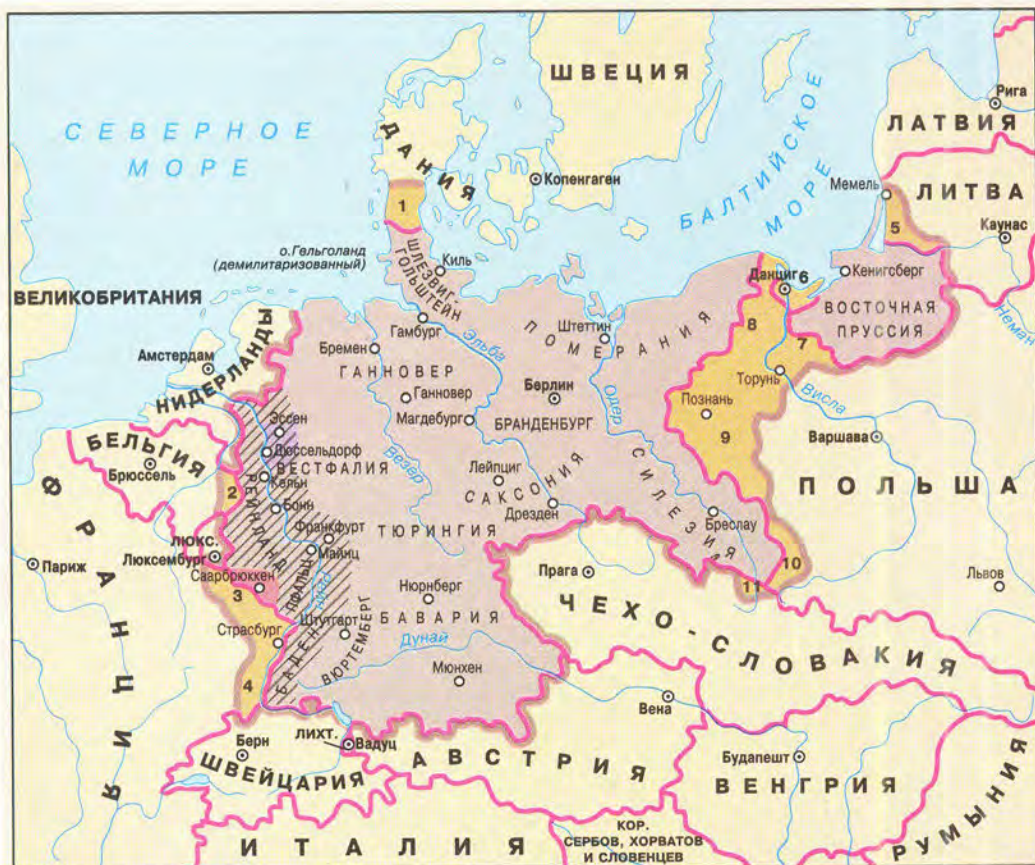 ШВЕЦИЯ
СЕВЕРНОЕ
МОРЕ
ДАНИЯ
БАЛТИЙСКОЕ
МОРЕ
Рига
ЛАТВИЯ
Копенгаген
Мемель
ЛИТВА
1
5
Каунас
о.Гельголанд
(демилитаризованный)
ШЛЕЗВИГ-
ГОЛЬШТЕЙН
Киль
Данциг 6
Кенигсберг
Неман
ВЕЛИКОБРИТАНИЯ
Гамбург
ВОСТОЧНАЯ
ПРУССИЯ
Штеттин
ПОМЕРАНИЯ
8
7
Амстердам
НИДЕРЛАНДЫ
Бремен
Эльба
ГАННОВЕР
Торунь
Ганновер
Берлин
Одер
Познань
Висла
Эссен
Магдебург
БРАНДЕНБУРГ
9
Варшава
БЕЛЬГИЯ
Брюссель
Дюссельдорф
ВЕСТФАЛИЯ
Везер
Лейпциг
САКСОНИЯ
СИЛЕЗИЯ
ПОЛЬША
2
РЕЙНЛАНД
Кельн
Бонн
Дрезден
Бреслау
ФРАНЦИЯ
Франкфурт
ТЮРИНГИЯ
ЛЮКС.
Люксембург
Майнц
Париж
Саарбрюккен
ПФАЛЬЦ
Рейн
Прага
11
10
Львов
3
Нюрнберг
ЧЕХО-СЛОВАКИЯ
Страсбург
Штутгарт
БАВАРИЯ
БАДЕН
ВЮРТЕМБЕРГ
Дунай
4
Мюнхен
Вена
ЛИХТ.
Вадуц
Берн
ШВЕЙЦАРИЯ
АВСТРИЯ
Будапешт
ВЕНГРИЯ
РУМЫНИЯ
ИТАЛИЯ
КОР.
СЕРБОВ, ХОРВАТОВ
И СЛОВЕНЦЕВ